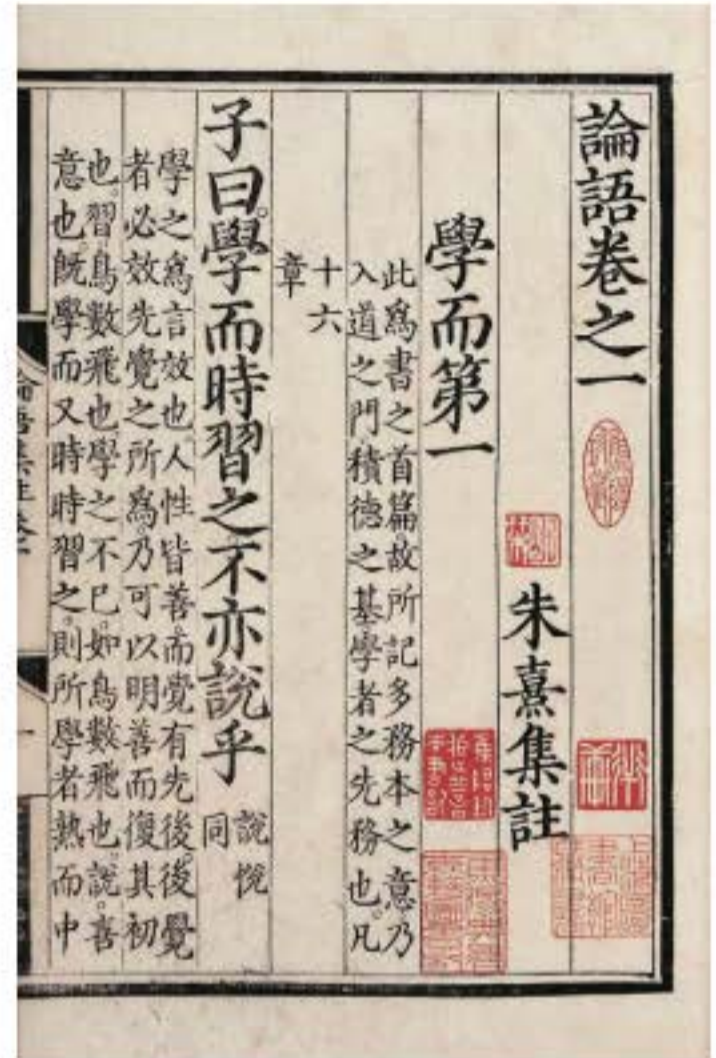 論語卷之一
朱熹集註
學而第一
此爲書之首篇。故所記多務本之意。乃
入道之門。積德之基。學者之先務也。凡
十六
章
子曰。學而時習之。不亦說乎
說悅
同
學之爲言效也。人性皆善。而覺有先後。後覺
者必效先覺之所爲。乃可以明善而復其初
也。習。鳥數飛也。學之不已。如鳥數飛也。說。喜
意也。旣學而又時時習之。則所學者熟。而中